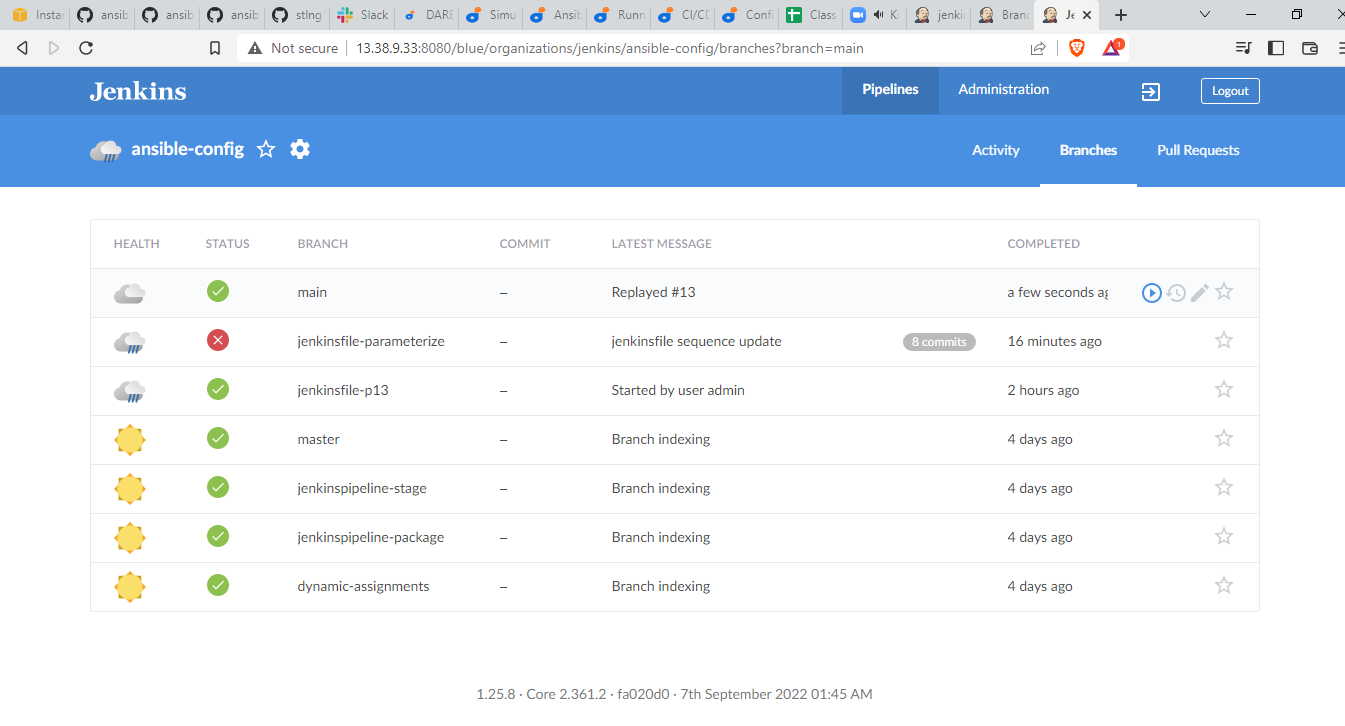 Instan ansib ansib ansib stlng Slack DARE Simu Ansib Runn CI/CD Confi Class K jenkin Branc Je
Not secure 13.38.9.33:8080/blue/organizations/jenkins/ansible-config/branches?branch=main 1
Jenkins Pipelines Administration Logout
ansible-config Activity Branches Pull Requests
HEALTH STATUS BRANCH COMMIT LATEST MESSAGE COMPLETED
main – Replayed #13 a few seconds ag
jenkinsfile-parameterize – jenkinsfile sequence update 8 commits 16 minutes ago
jenkinsfile-p13 – Started by user admin 2 hours ago
master – Branch indexing 4 days ago
jenkinspipeline-stage – Branch indexing 4 days ago
jenkinspipeline-package – Branch indexing 4 days ago
dynamic-assignments – Branch indexing 4 days ago
1.25.8 · Core 2.361.2 · fa020d0 · 7th September 2022 01:45 AM